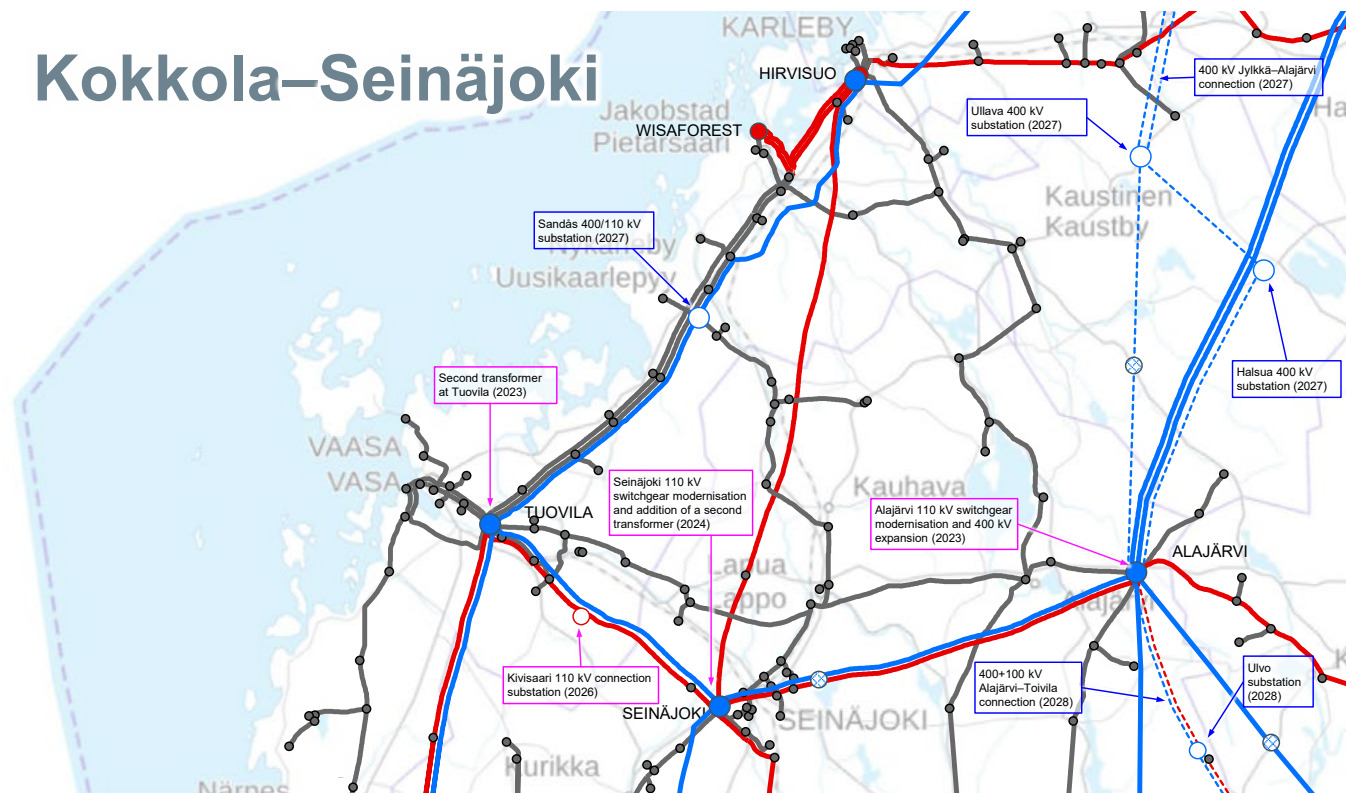 Kokkola–Seinäjoki
KARLEBY
HIRVISUO
400 kV Jylkkä–Alajärvi
connection (2027)
Jakobstad
Pietarsaari
WISAFOREST
Ullava 400 kV
substation (2027)
Ha
Kaustinen
Kaustby
Sandås 400/110 kV
substation (2027)
Nykarleby
Uusikaarlepyy
Second transformer
at Tuovila (2023)
Halsua 400 kV
substation (2027)
VAASA
VASA
Seinäjoki 110 kV
switchgear modernisation
and addition of a second
transformer (2024)
Kauhava
TUOVILA
Alajärvi 110 kV switchgear
modernisation and 400 kV
expansion (2023)
ALAJÄRVI
Lapua
Lappo
Alajärvi
Kivisaari 110 kV connection
substation (2026)
400+100 kV
Alajärvi–Toivila
connection (2028)
Ulvo
substation
(2028)
K
SEINÄJOKI
SEINÄJOKI
Kurikka
Närpes